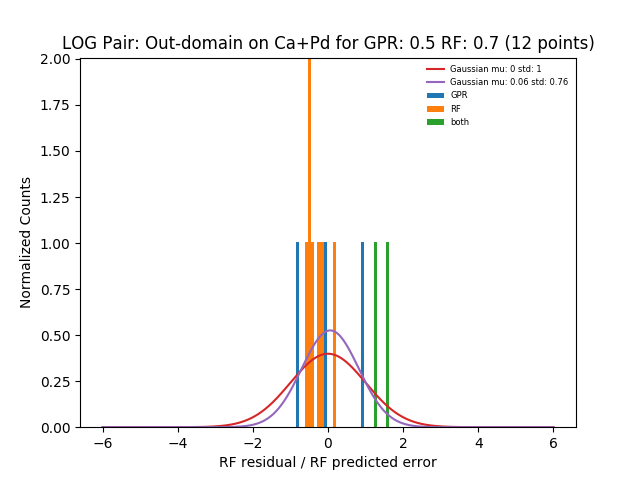 LOG Pair: Out-domain on Ca+Pd for GPR: 0.5 RF: 0.7 (12 points)
Gaussian mu: 0 std: 1
Gaussian mu: 0.06 std: 0.76
GPR
RF
both
Normalized Counts
2.00
1.75
1.50
1.25
1.00
0.75
0.50
0.25
0.00
−6 −4 −2 0 2 4 6
RF residual / RF predicted error